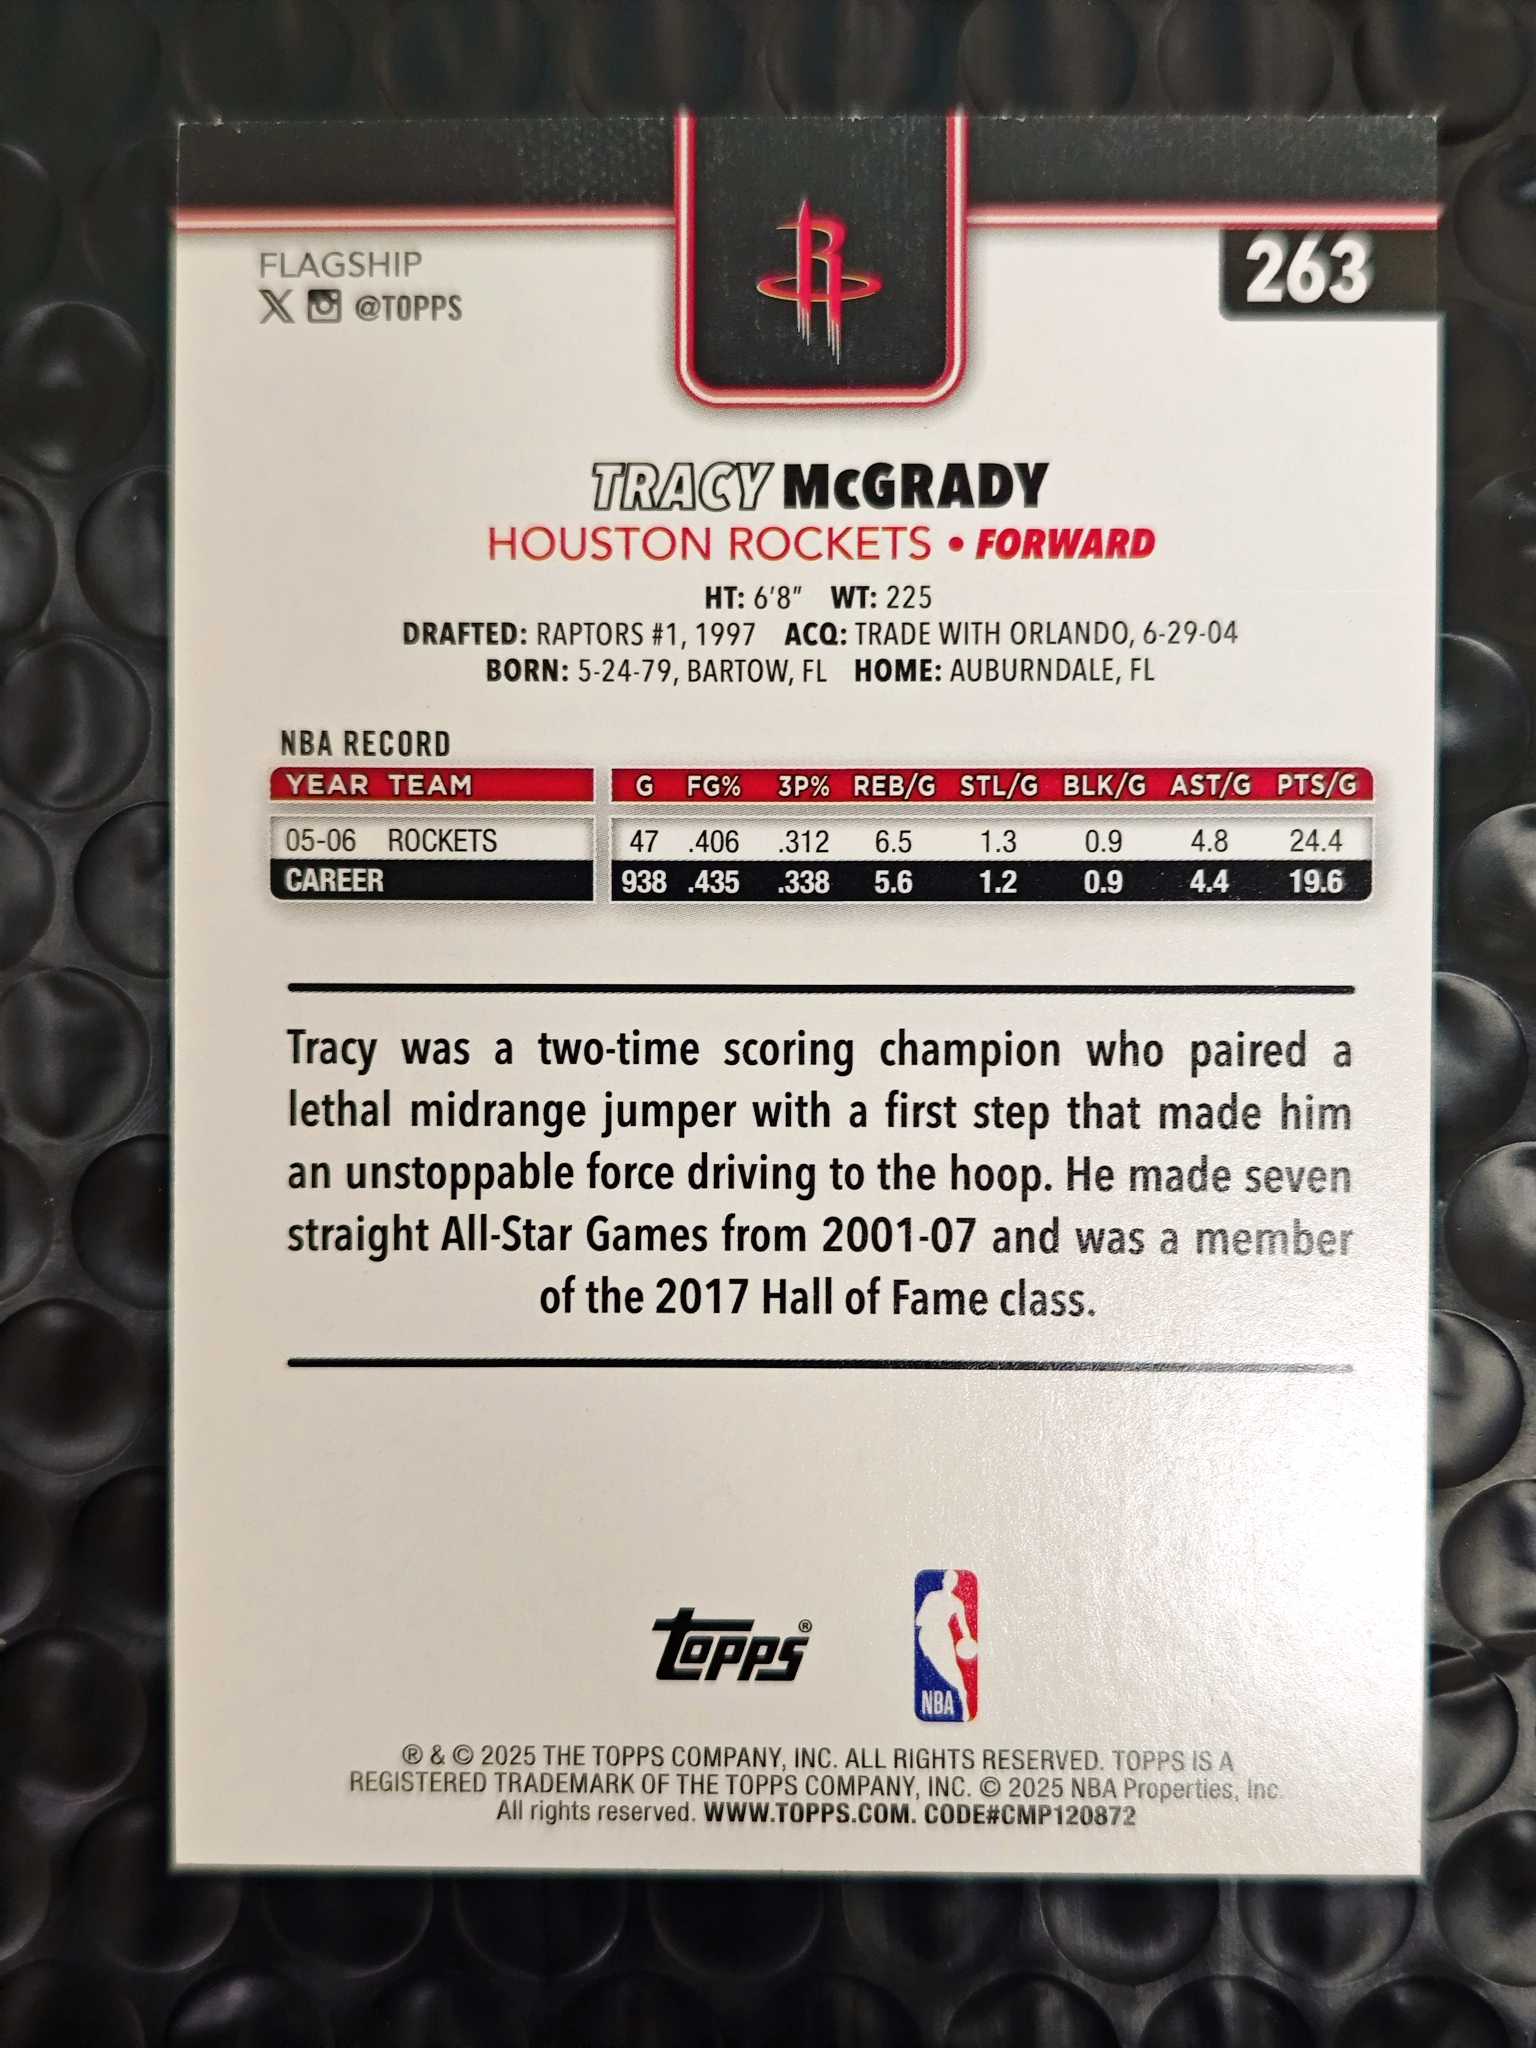 FLAGSHIP
263
X @TOPPS
R
TRACY McGRADY
HOUSTON ROCKETS • FORWARD
HT: 6'8" WT: 225
DRAFTED: RAPTORS #1, 1997 ACQ: TRADE WITH ORLANDO, 6-29-04
BORN: 5-24-79, BARTOW, FL HOME: AUBURNDALE, FL
NBA RECORD
YEAR TEAM G FG% 3P% REB/G STL/G BLK/G AST/G PTS/G
05-06 ROCKETS 47 .406 .312 6.5 1.3 0.9 4.8 24.4
CAREER 938 .435 .338 5.6 1.2 0.9 4.4 19.6
Tracy was a two-time scoring champion who paired a
lethal midrange jumper with a first step that made him
an unstoppable force driving to the hoop. He made seven
straight All-Star Games from 2001-07 and was a member
of the 2017 Hall of Fame class.
topps®
NBA
® & © 2025 THE TOPPS COMPANY, INC. ALL RIGHTS RESERVED. TOPPS IS A
REGISTERED TRADEMARK OF THE TOPPS COMPANY, INC. © 2025 NBA Properties, Inc.
All rights reserved. WWW.TOPPS.COM. CODE#CMP120872